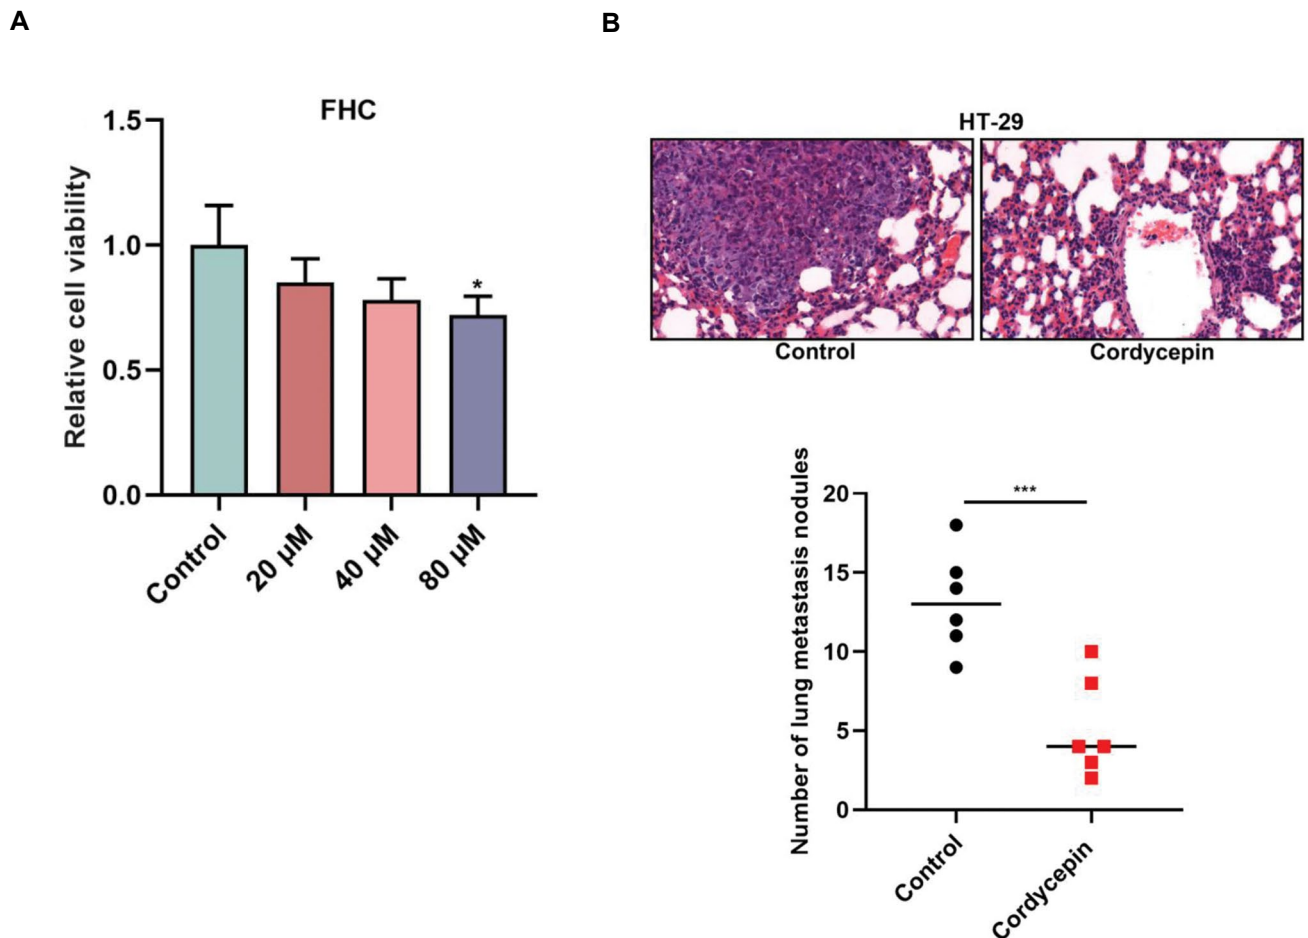 A
B
FHC
Relative cell viability
1.5
1.0
0.5
0.0
*
Control
20 µM
40 µM
80 µM
HT-29
Control
Cordycepin
Number of lung metastasis nodules
20
15
10
5
0
***
Control
Cordycepin